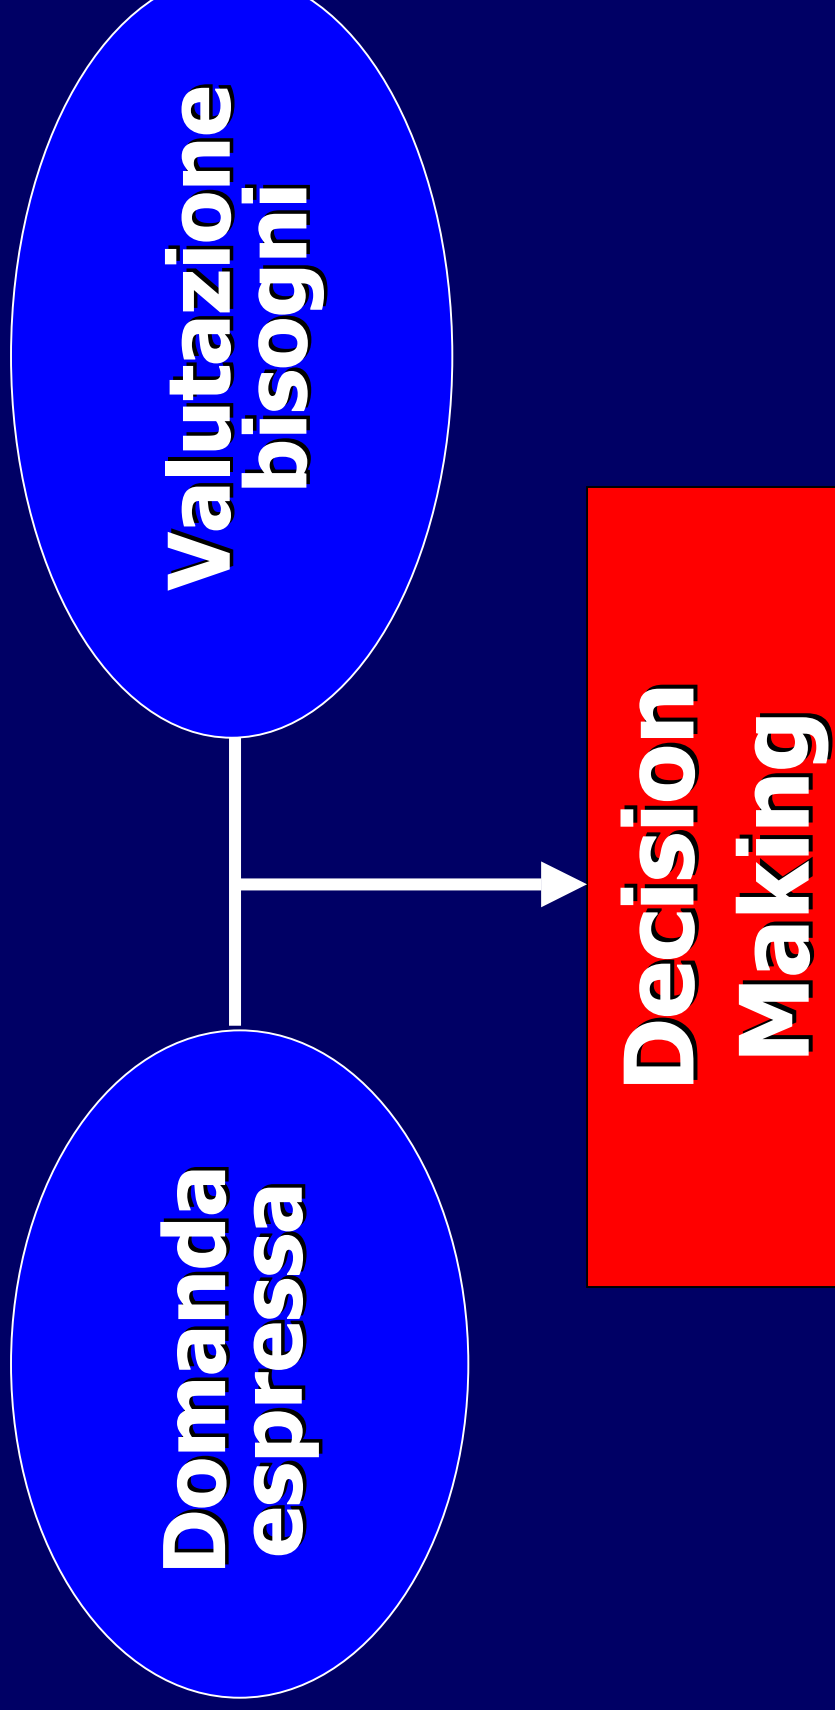 Domanda
espressa
Valutazione
bisogni
Decision
Making